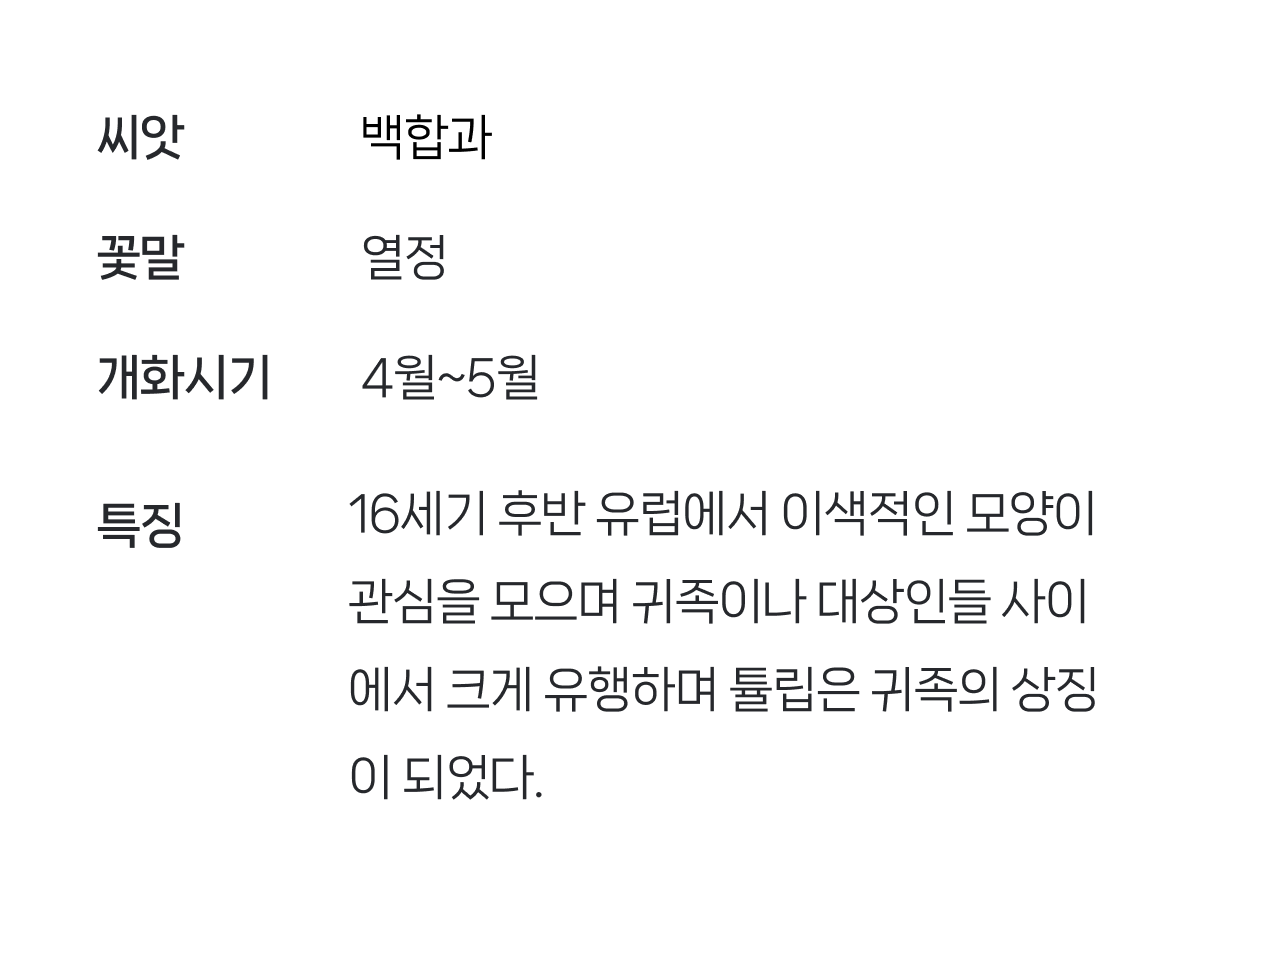 씨앗 백합과
꽃말 열정
개화시기 4월~5월
특징 16세기 후반 유럽에서 이색적인 모양이
관심을 모으며 귀족이나 대상인들 사이
에서 크게 유행하며 튤립은 귀족의 상징
이 되었다.